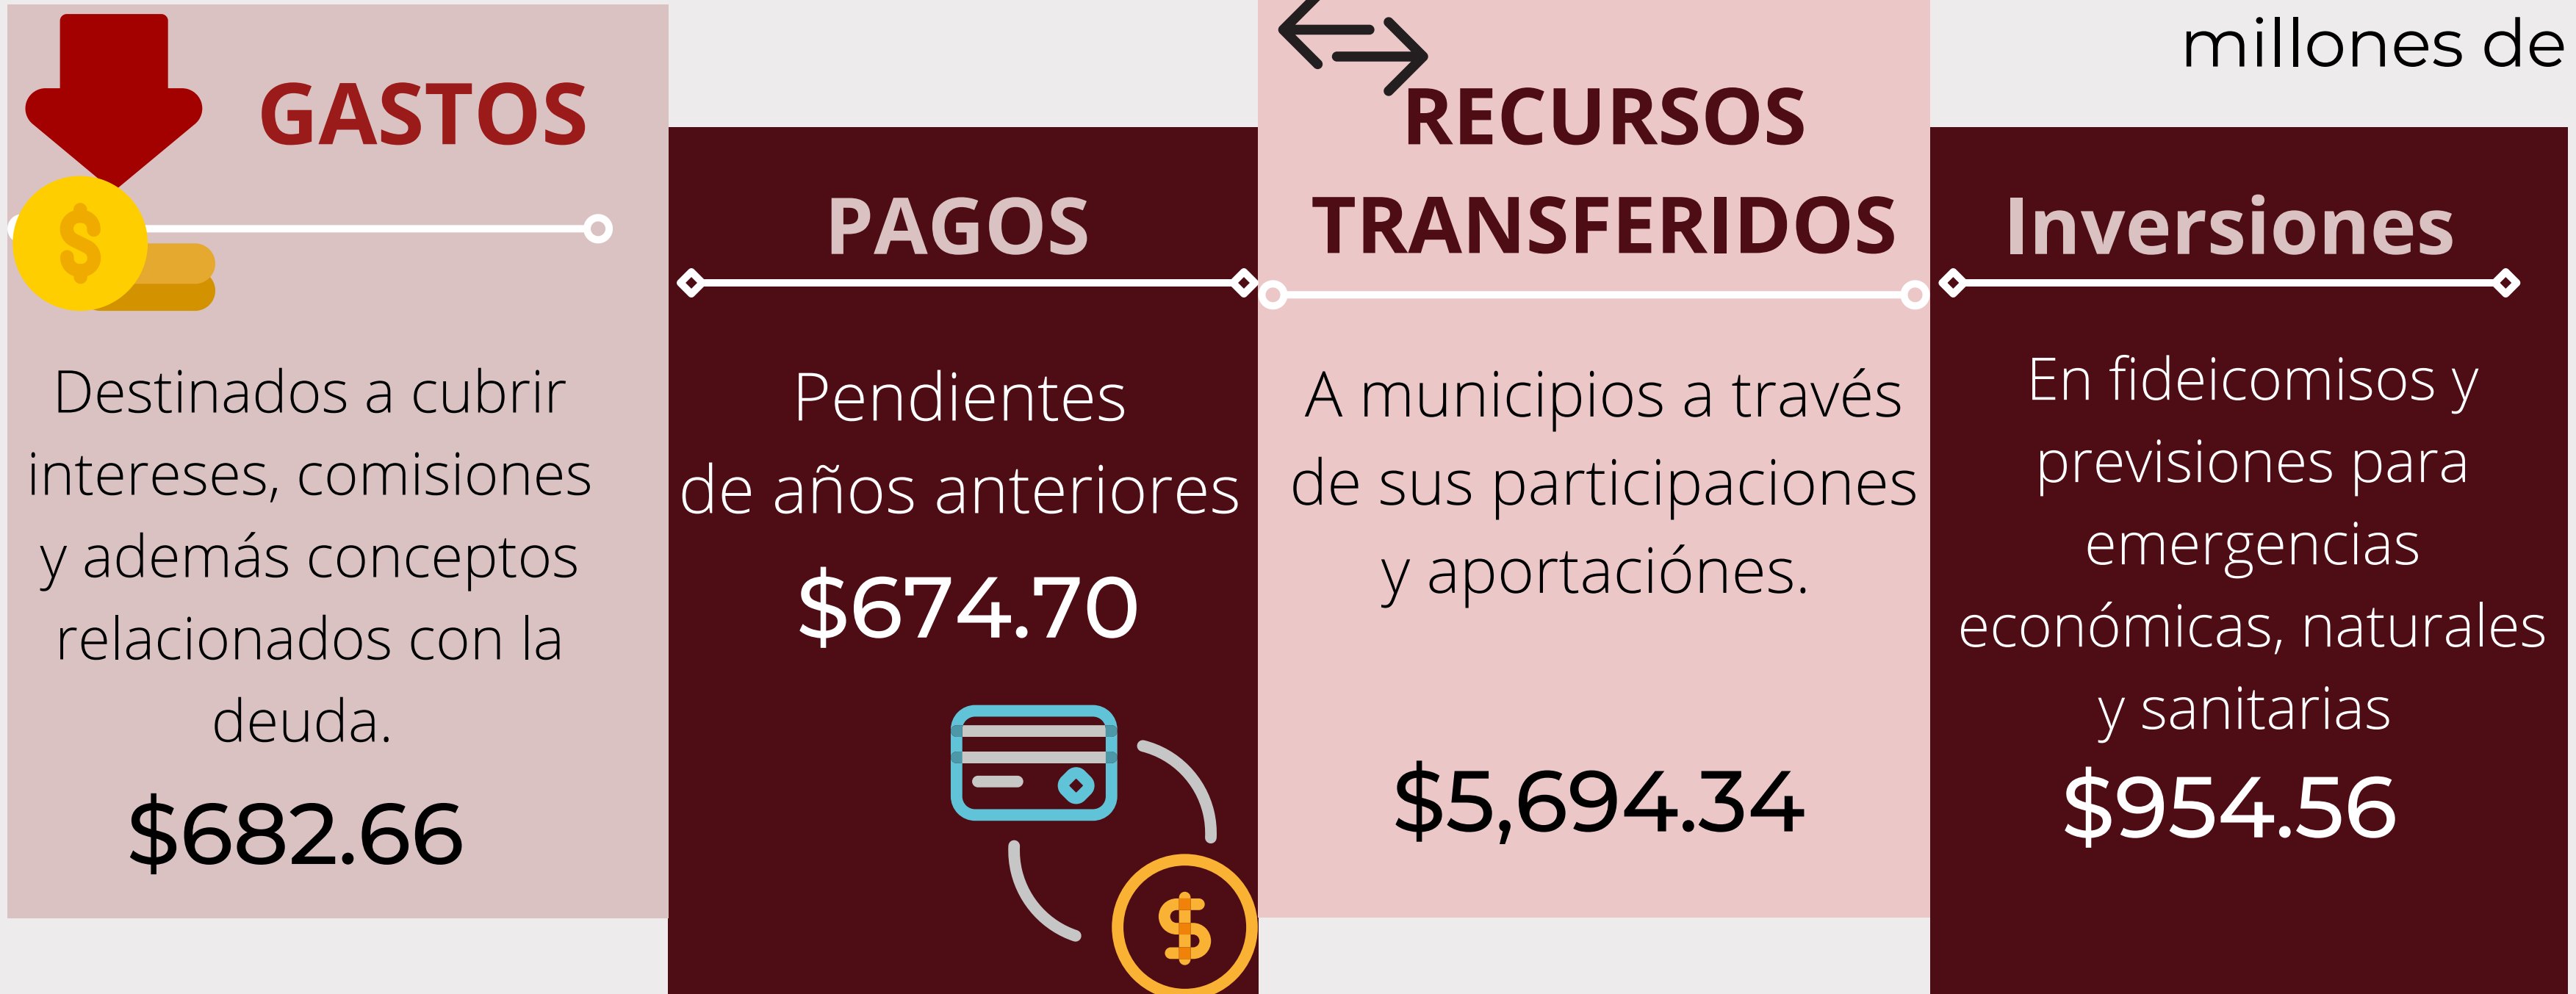 millones de
GASTOS
Destinados a cubrir
intereses, comisiones
y además conceptos
relacionados con la
deuda.
$682.66
PAGOS
Pendientes
de años anteriores
$674.70
RECURSOS
TRANSFERIDOS
A municipios a través
de sus participaciones
y aportaciónes.
$5,694.34
Inversiones
En fideicomisos y
previsiones para
emergencias
económicas, naturales
y sanitarias
$954.56